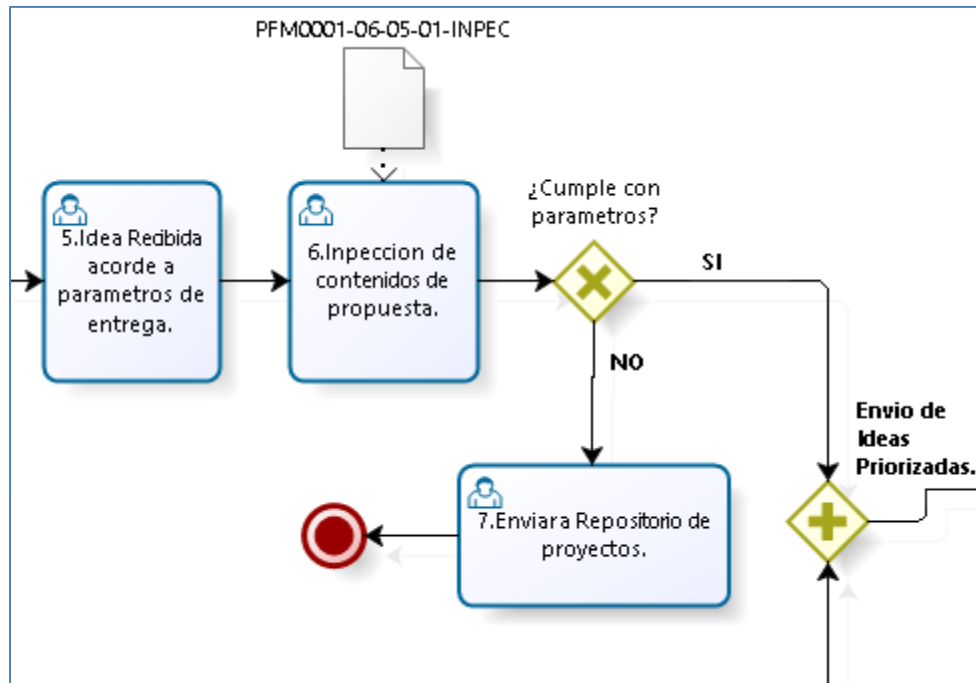 PFM0001-06-05-01-INPEC
5.Idea Recibida
acorde a
parametros de
entrega.
6.Inpeccion de
contenidos de
propuesta.
¿Cumple con
parametros?
SI
NO
Envio de
Ideas
Priorizadas.
7.Enviar a Repositorio de
proyectos.